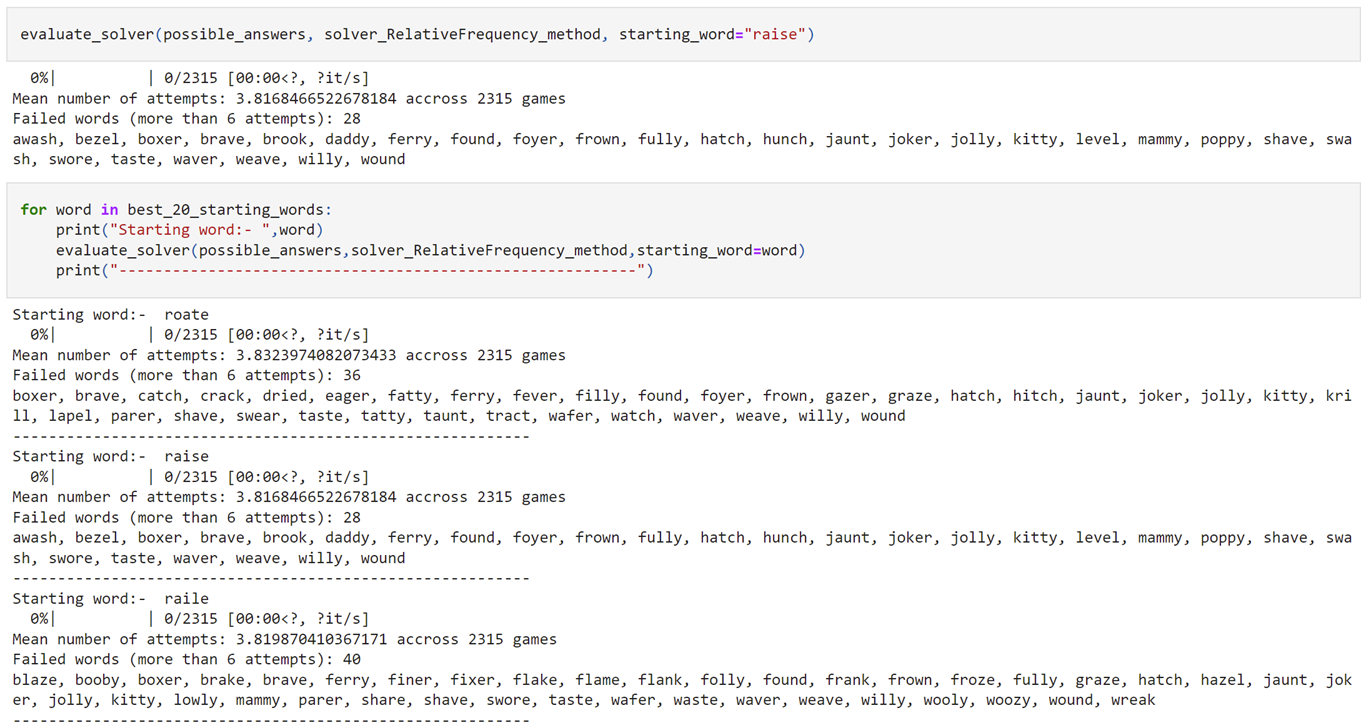 evaluate_solver(possible_answers, solver_RelativeFrequency_method, starting_word="raise")
0%|          | 0/2315 [00:00<?, ?it/s]
Mean number of attempts: 3.8168466522678184 accross 2315 games
Failed words (more than 6 attempts): 28
awash, bezel, boxer, brave, brook, daddy, ferry, found, foyer, frown, fully, hatch, hunch, jaunt, joker, jolly, kitty, level, mammy, poppy, shave, swa
sh, swore, taste, waver, weave, willy, wound
for word in best_20_starting_words:
    print("Starting word:- ",word)
    evaluate_solver(possible_answers,solver_RelativeFrequency_method,starting_word=word)
    print("----------------------------------------------------------")
Starting word:-  roate
0%|          | 0/2315 [00:00<?, ?it/s]
Mean number of attempts: 3.8323974082073433 accross 2315 games
Failed words (more than 6 attempts): 36
boxer, brave, catch, crack, dried, eager, fatty, ferry, fever, filly, found, foyer, frown, gazer, graze, hatch, hitch, jaunt, joker, jolly, kitty, kri
ll, lapel, parer, shave, swear, taste, tatty, taunt, tract, wafer, watch, waver, weave, willy, wound
----------------------------------------------------------
Starting word:-  raise
0%|          | 0/2315 [00:00<?, ?it/s]
Mean number of attempts: 3.8168466522678184 accross 2315 games
Failed words (more than 6 attempts): 28
awash, bezel, boxer, brave, brook, daddy, ferry, found, foyer, frown, fully, hatch, hunch, jaunt, joker, jolly, kitty, level, mammy, poppy, shave, swa
sh, swore, taste, waver, weave, willy, wound
----------------------------------------------------------
Starting word:-  raile
0%|          | 0/2315 [00:00<?, ?it/s]
Mean number of attempts: 3.819870410367171 accross 2315 games
Failed words (more than 6 attempts): 40
blaze, booby, boxer, brake, brave, ferry, finer, fixer, flake, flame, flank, folly, found, frank, frown, froze, fully, graze, hatch, hazel, jaunt, jok
er, jolly, kitty, lowly, mammy, parer, share, shave, swore, taste, wafer, waste, waver, weave, willy, wooly, woozy, wound, wreak
----------------------------------------------------------